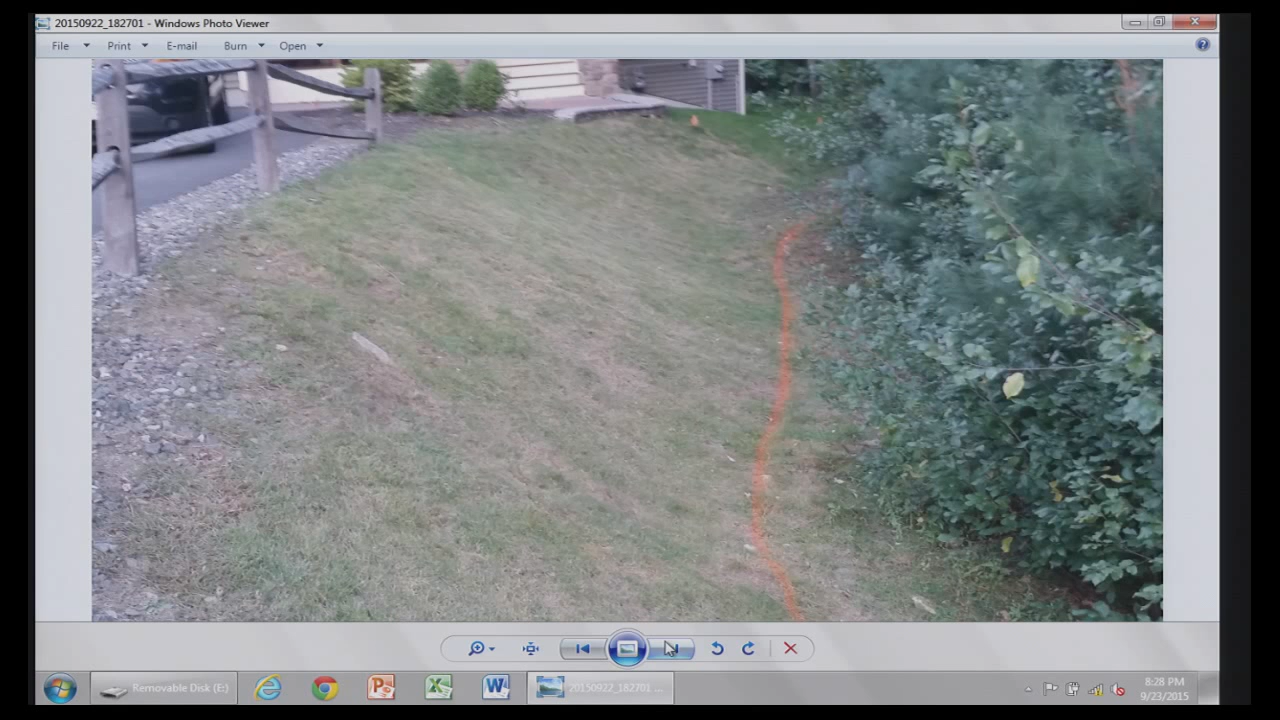 20150922_182701 - Windows Photo Viewer
File Print E-mail Burn Open
Removable Disk (E:)
20150922_182701 ...
8:28 PM
9/23/2015